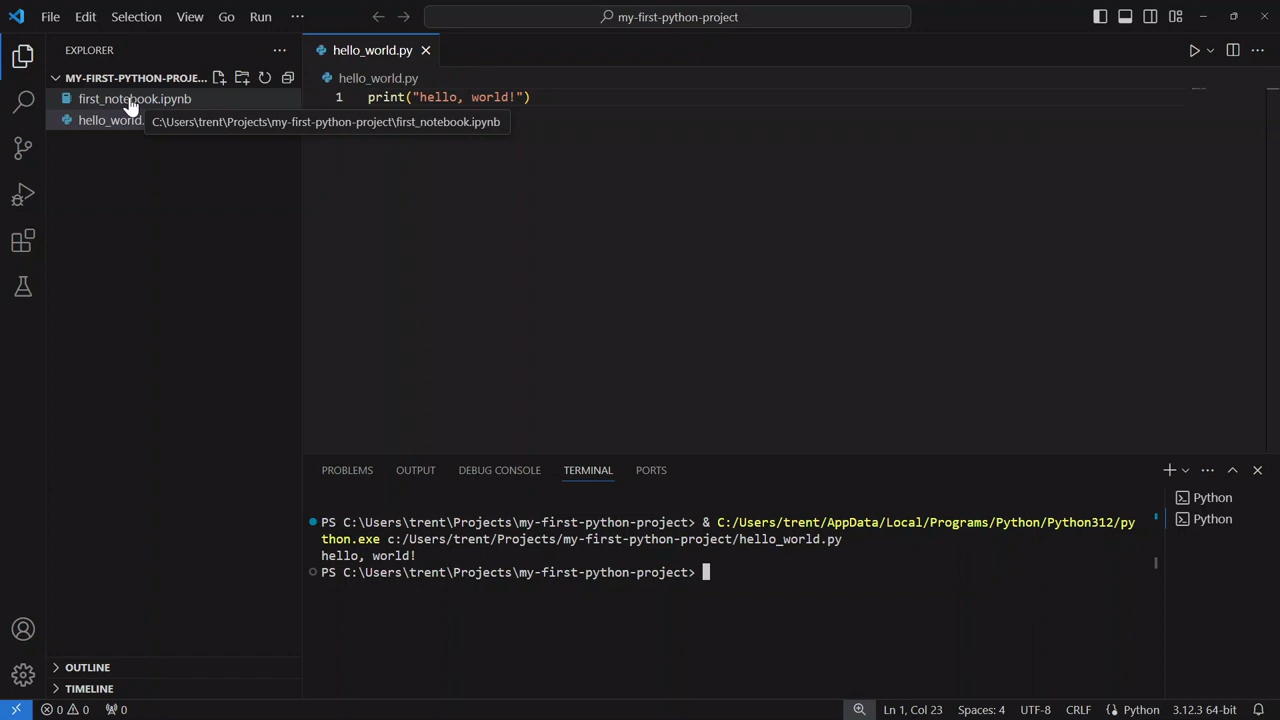 File Edit Selection View Go Run ··· my-first-python-project
EXPLORER ···
MY-FIRST-PYTHON-PROJE...
first_notebook.ipynb
hello_world.
C:\Users\trent\Projects\my-first-python-project\first_notebook.ipynb
hello_world.py
hello_world.py
1 print("hello, world!")
PROBLEMS OUTPUT DEBUG CONSOLE TERMINAL PORTS
PS C:\Users\trent\Projects\my-first-python-project> & C:/Users/trent/AppData/Local/Programs/Python/Python312/py
thon.exe c:/Users/trent/Projects/my-first-python-project/hello_world.py
hello, world!
PS C:\Users\trent\Projects\my-first-python-project>
Python
Python
OUTLINE
TIMELINE
0 0 0 Ln 1, Col 23 Spaces: 4 UTF-8 CRLF Python 3.12.3 64-bit